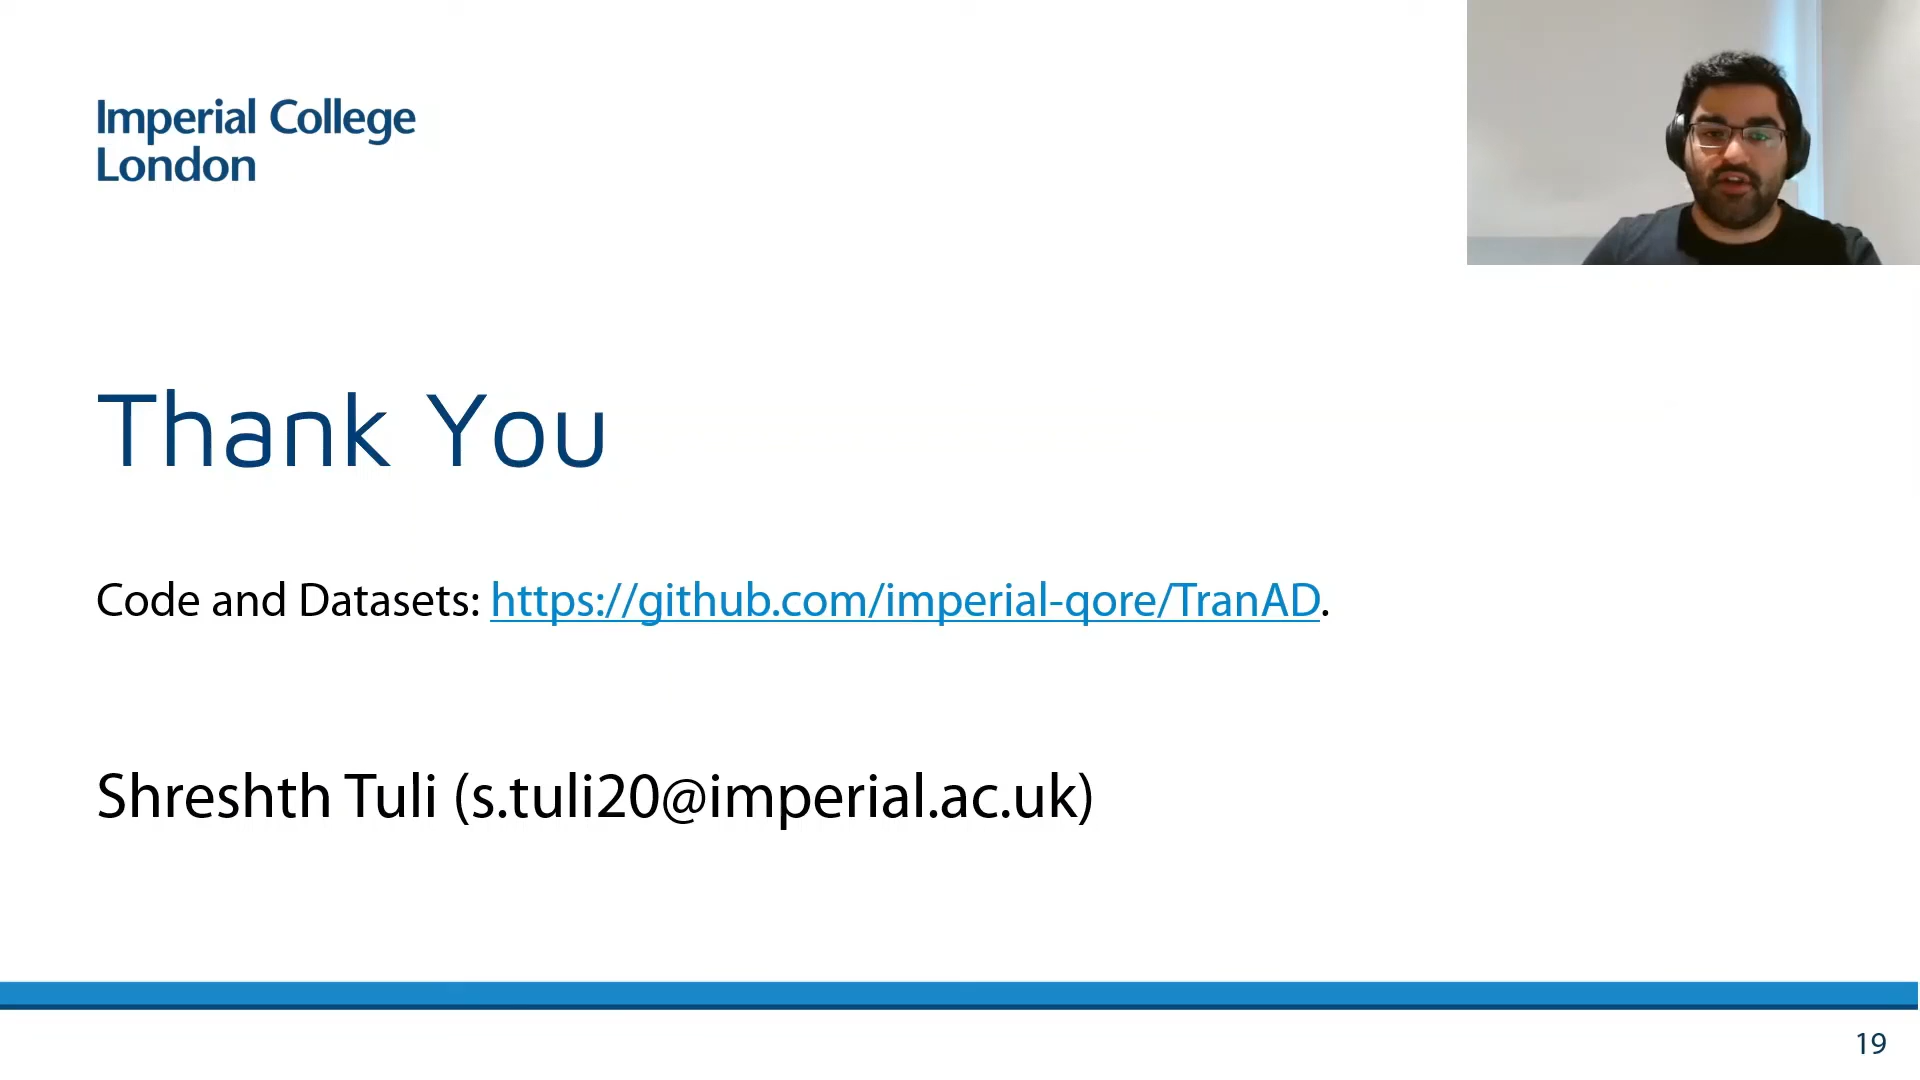 Imperial College
London
Thank You
Code and Datasets: https://github.com/imperial-qore/TranAD.
Shreshth Tuli (s.tuli20@imperial.ac.uk)
19